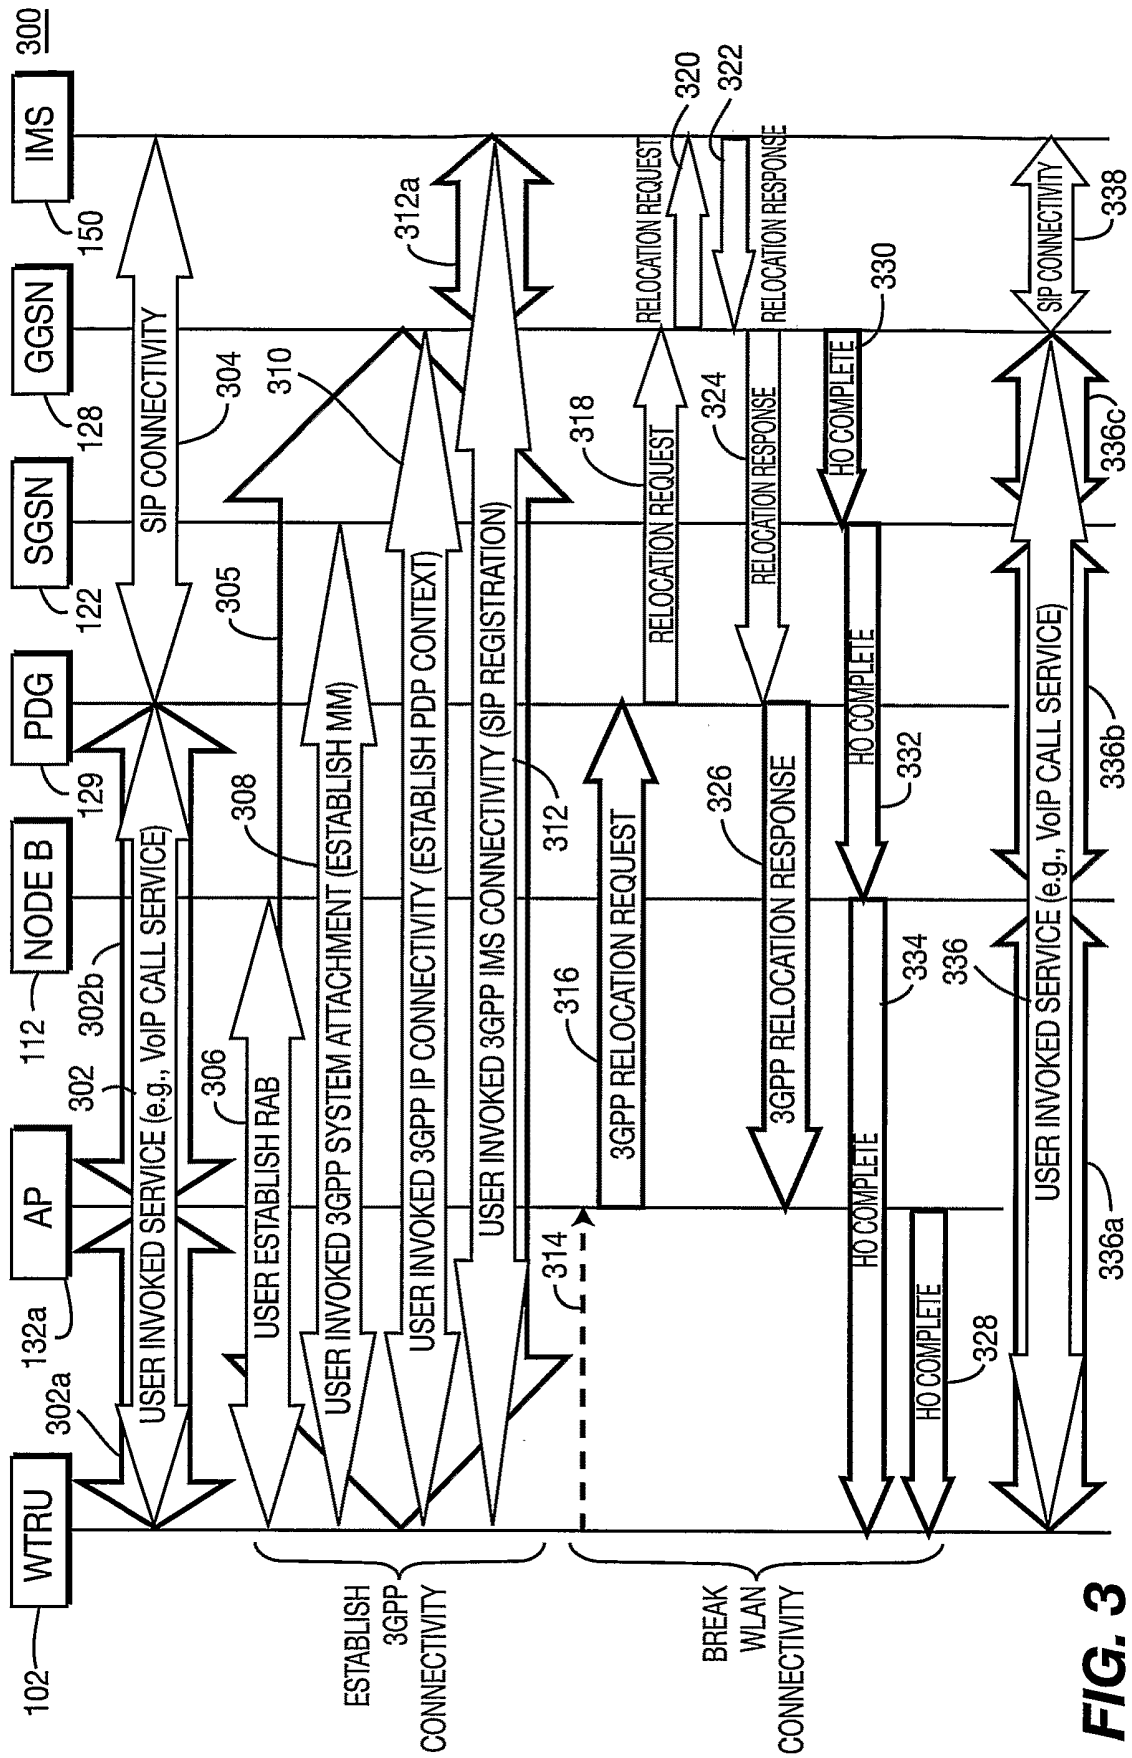 300
WTRU
AP
NODE B
PDG
SGSN
GGSN
IMS
102
132a
112
129
122
128
150
302a
302
302b
USER INVOKED SERVICE (e.g., VoIP CALL SERVICE)
SIP CONNECTIVITY
304
ESTABLISH
3GPP
CONNECTIVITY
306
USER ESTABLISH RAB
305
308
USER INVOKED 3GPP SYSTEM ATTACHMENT (ESTABLISH MM)
310
USER INVOKED 3GPP IP CONNECTIVITY (ESTABLISH PDP CONTEXT)
312a
USER INVOKED 3GPP IMS CONNECTIVITY (SIP REGISTRATION)
312
BREAK
WLAN
CONNECTIVITY
314
316
3GPP RELOCATION REQUEST
318
RELOCATION REQUEST
RELOCATION REQUEST
320
322
RELOCATION RESPONSE
324
RELOCATION RESPONSE
326
3GPP RELOCATION RESPONSE
330
HO COMPLETE
HO COMPLETE
332
HO COMPLETE
334
HO COMPLETE
328
336
USER INVOKED SERVICE (e.g., VoIP CALL SERVICE)
SIP CONNECTIVITY
336a
336b
336c
338
FIG. 3